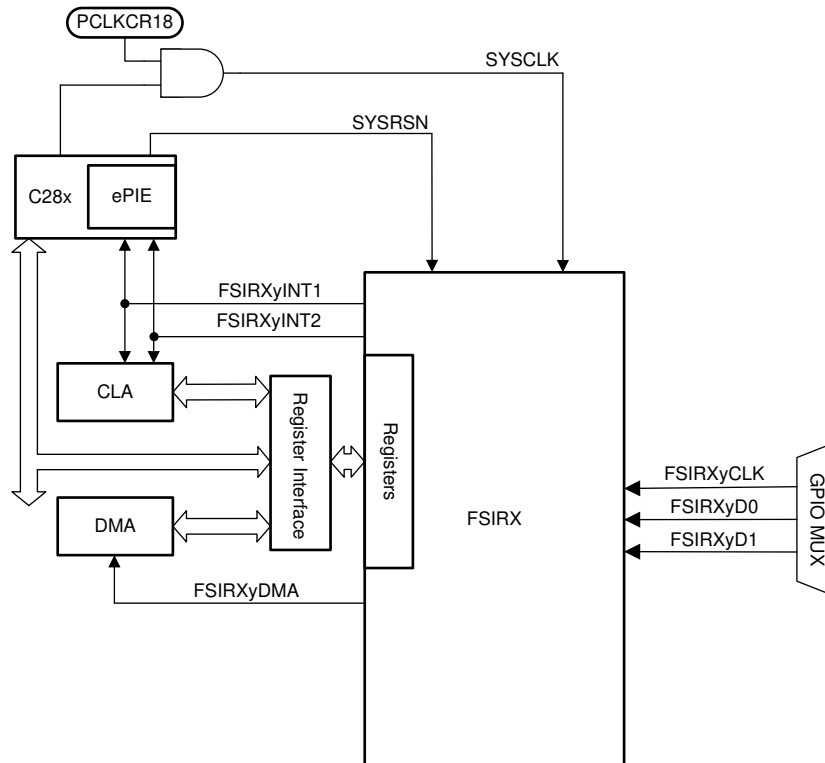 PCLKCR18
SYSCLK
SYSRSN
C28x
ePIE
FSIRXyINT1
FSIRXyINT2
CLA
Register Interface
Registers
FSIRX
FSIRXyCLK
FSIRXyD0
FSIRXyD1
GPIO MUX
DMA
FSIRXyDMA